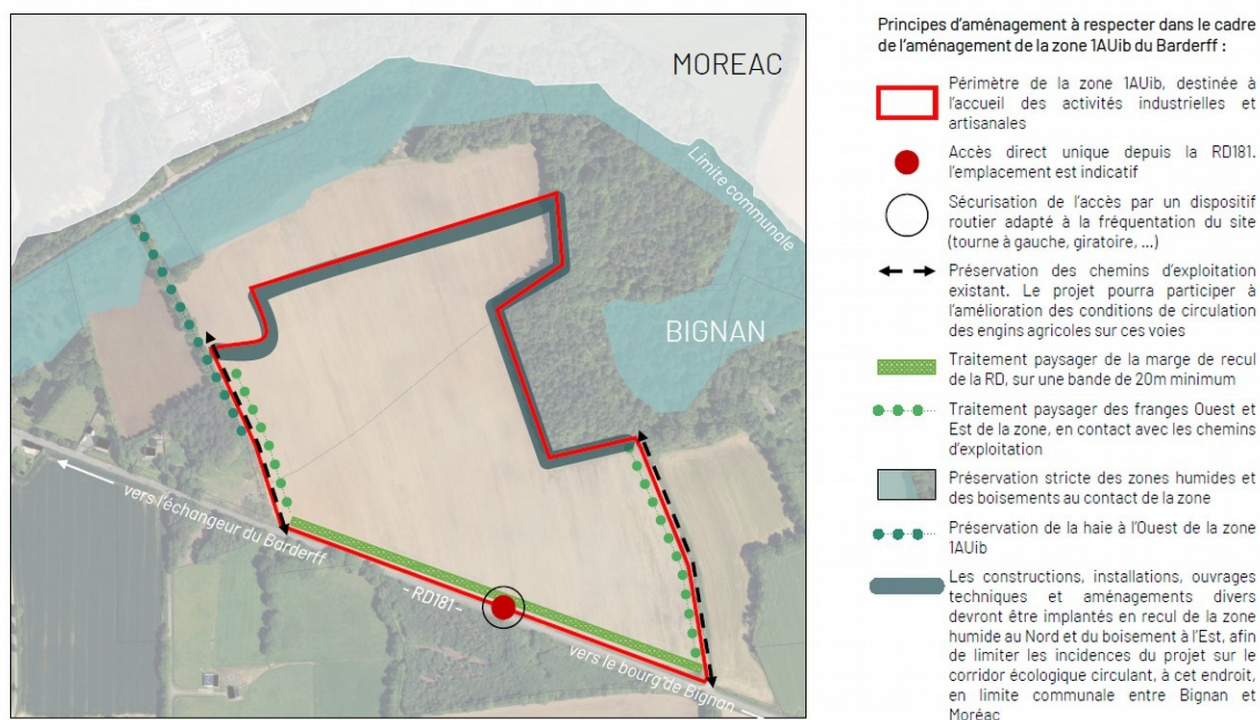 MOREAC
Limite communale
BIGNAN
vers l'échangeur du Barderff
- RD181 -
vers le bourg de Bignan
Principes d'aménagement à respecter dans le cadre
de l'aménagement de la zone 1AUib du Barderff :
Périmètre de la zone 1AUib, destinée à
l'accueil des activités industrielles et
artisanales
Accès direct unique depuis la RD181.
l'emplacement est indicatif
Sécurisation de l'accès par un dispositif
routier adapté à la fréquentation du site
(tourne à gauche, giratoire, ...)
Préservation des chemins d'exploitation
existant. Le projet pourra participer à
l'amélioration des conditions de circulation
des engins agricoles sur ces voies
Traitement paysager de la marge de recul
de la RD, sur une bande de 20m minimum
Traitement paysager des franges Ouest et
Est de la zone, en contact avec les chemins
d'exploitation
Préservation stricte des zones humides et
des boisements au contact de la zone
Préservation de la haie à l'Ouest de la zone
1AUib
Les constructions, installations, ouvrages
techniques et aménagements divers
devront être implantés en recul de la zone
humide au Nord et du boisement à l'Est, afin
de limiter les incidences du projet sur le
corridor écologique circulant, à cet endroit,
en limite communale entre Bignan et
Moréac